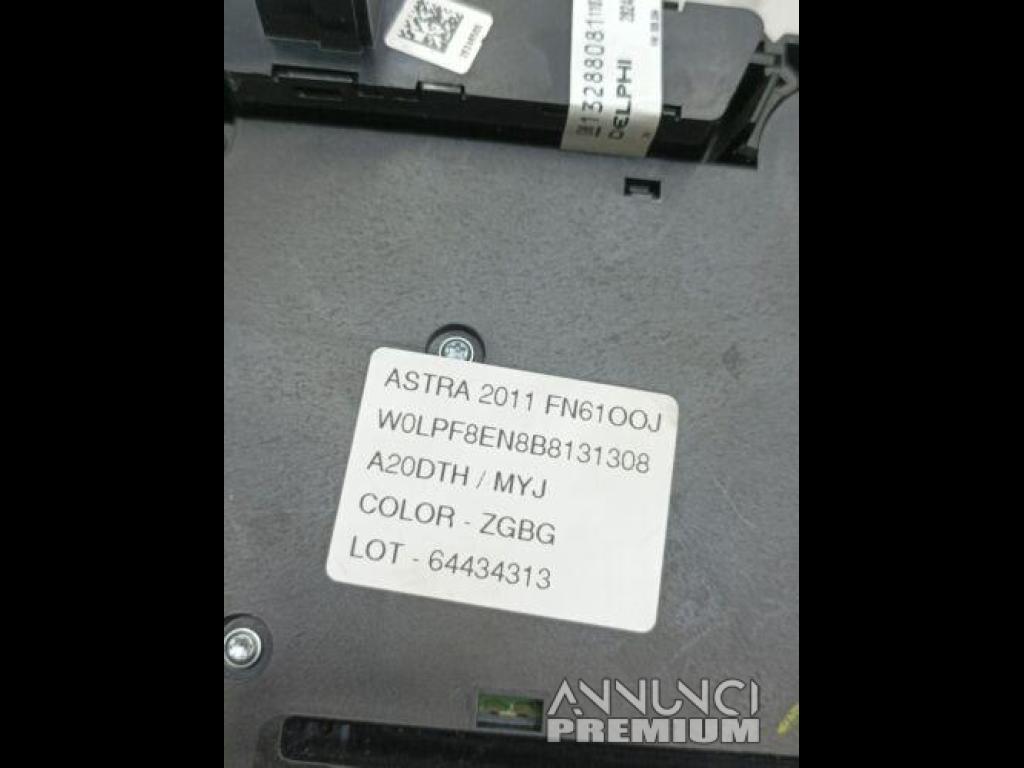 13288081
DELPHI
ASTRA 2011 FN61OOJ
W0LPF8EN8B8131308
A20DTH / MYJ
COLOR - ZGBG
LOT - 64434313
ANNUNCI
PREMIUM